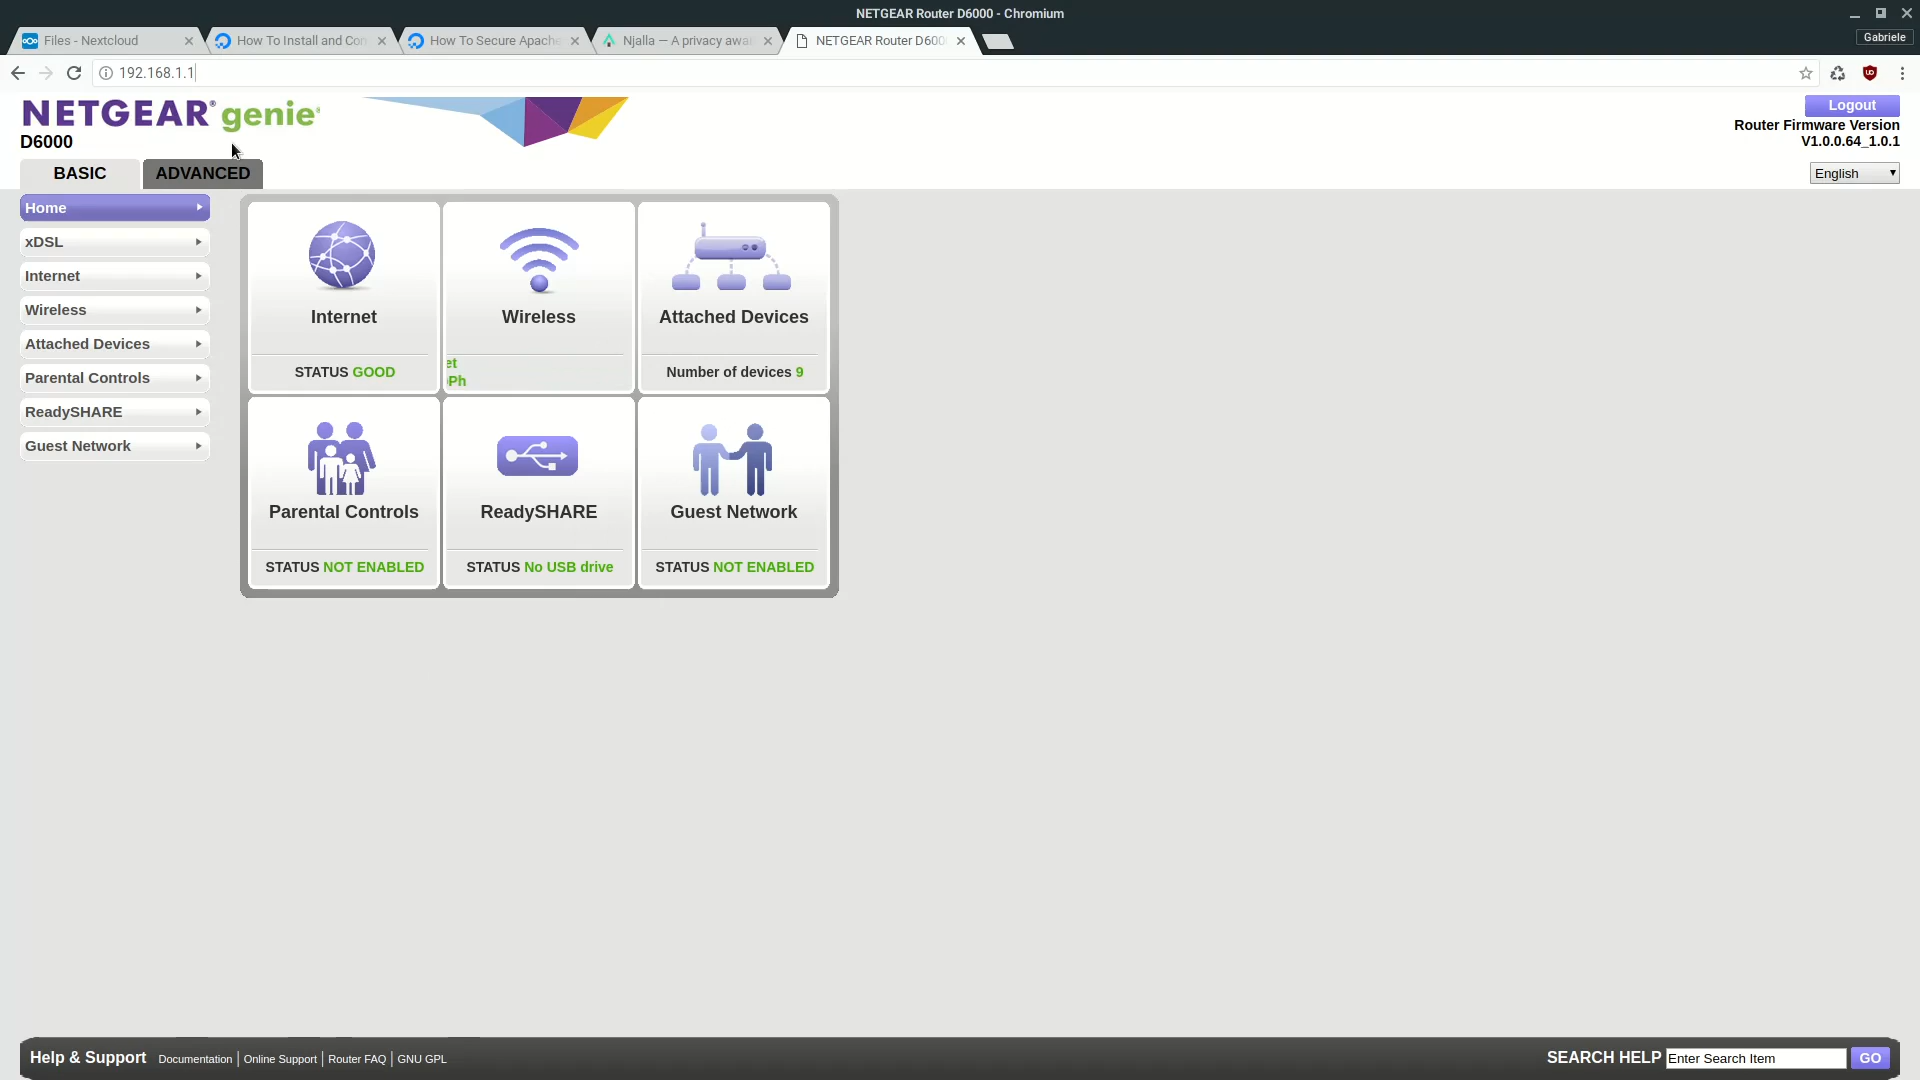 NETGEAR Router D6000 - Chromium
Files - Nextcloud
How To Install and Con
How To Secure Apache
Njalla — A privacy awa
NETGEAR Router D600
Gabriele
192.168.1.1
NETGEAR® genie®
D6000
Logout
Router Firmware Version
V1.0.0.64_1.0.1
BASIC
ADVANCED
English
Home
xDSL
Internet
Wireless
Attached Devices
Parental Controls
ReadySHARE
Guest Network
Internet
STATUS GOOD
Wireless
et
Ph
Attached Devices
Number of devices 9
Parental Controls
STATUS NOT ENABLED
ReadySHARE
STATUS No USB drive
Guest Network
STATUS NOT ENABLED
Help & Support
Documentation | Online Support | Router FAQ | GNU GPL
SEARCH HELP
Enter Search Item
GO